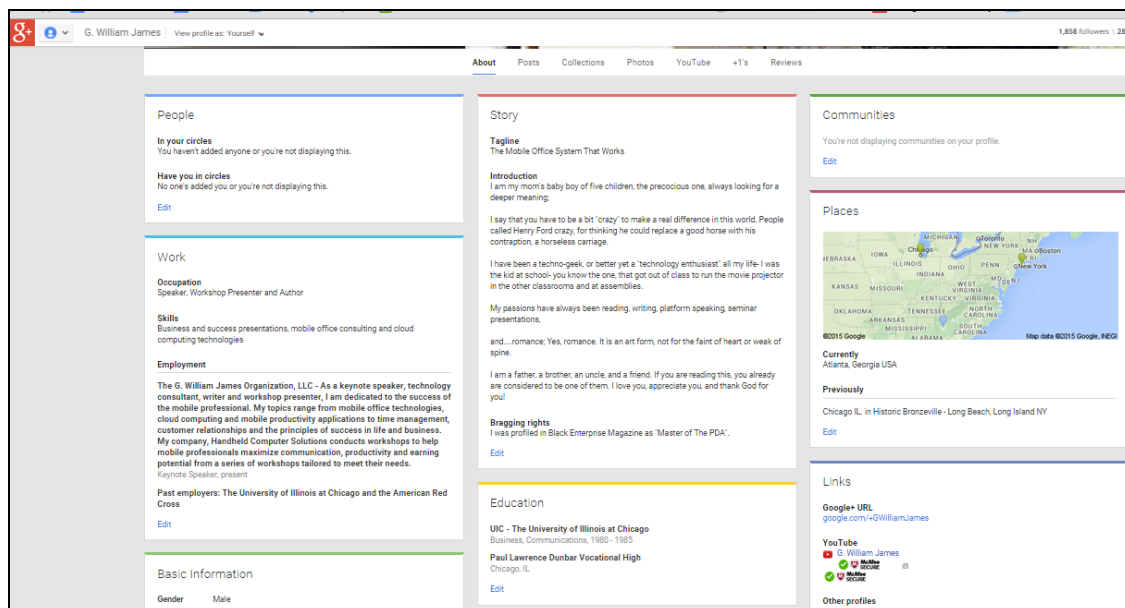 g+
G. William James
View profile as: Yourself
1,858 followers | 28
About Posts Collections Photos YouTube +1's Reviews
People
In your circles
You haven't added anyone or you're not displaying this.
Have you in circles
No one's added you or you're not displaying this.
Edit
Work
Occupation
Speaker, Workshop Presenter and Author
Skills
Business and success presentations, mobile office consulting and cloud
computing technologies
Employment
The G. William James Organization, LLC - As a keynote speaker, technology
consultant, writer and workshop presenter, I am dedicated to the success of
the mobile professional. My topics range from mobile office technologies,
cloud computing and mobile productivity applications to time management,
customer relationships and the principles of success in life and business.
My company, Handheld Computer Solutions conducts workshops to help
mobile professionals maximize communication, productivity and earning
potential from a series of workshops tailored to meet their needs.
Keynote Speaker, present
Past employers: The University of Illinois at Chicago and the American Red
Cross
Edit
Basic Information
Gender Male
Story
Tagline
The Mobile Office System That Works
Introduction
I am my mom's baby boy of five children, the precocious one, always looking for a
deeper meaning;
I say that you have to be a bit "crazy" to make a real difference in this world. People
called Henry Ford crazy, for thinking he could replace a good horse with his
contraption, a horseless carriage.
I have been a techno-geek, or better yet a "technology enthusiast" all my life- I was
the kid at school- you know the one, that got out of class to run the movie projector
in the other classrooms and at assemblies.
My passions have always been reading, writing, platform speaking, seminar
presentations,
and....romance; Yes, romance. It is an art form, not for the faint of heart or weak of
spine.
I am a father, a brother, an uncle, and a friend. If you are reading this, you already
are considered to be one of them. I love you, appreciate you, and thank God for
you!
Bragging rights
I was profiled in Black Enterprise Magazine as "Master of The PDA".
Edit
Education
UIC - The University of Illinois at Chicago
Business, Communications, 1980 - 1985
Paul Lawrence Dunbar Vocational High
Chicago, IL
Edit
Communities
You're not displaying communities on your profile.
Edit
Places
MICHIGAN Toronto NH
NEW YORK
MA Boston
CT RI
Chicago
IOWA
NEBRASKA
ILLINOIS OHIO PENN New York
INDIANA
MD DE NJ
KANSAS MISSOURI WEST
VIRGINIA
KENTUCKY VIRGINIA
OKLAHOMA TENNESSEE NORTH
CAROLINA
ARKANSAS
MISSISSIPPI SOUTH
CAROLINA
ALABAMA
©2015 Google
Map data ©2015 Google, INEGI
Currently
Atlanta, Georgia USA
Previously
Chicago IL. in Historic Bronzeville - Long Beach, Long Island NY
Edit
Links
Google+ URL
google.com/+GWilliamJames
YouTube
G. William James
McAfee
SECURE
McAfee
SECURE
Other profiles